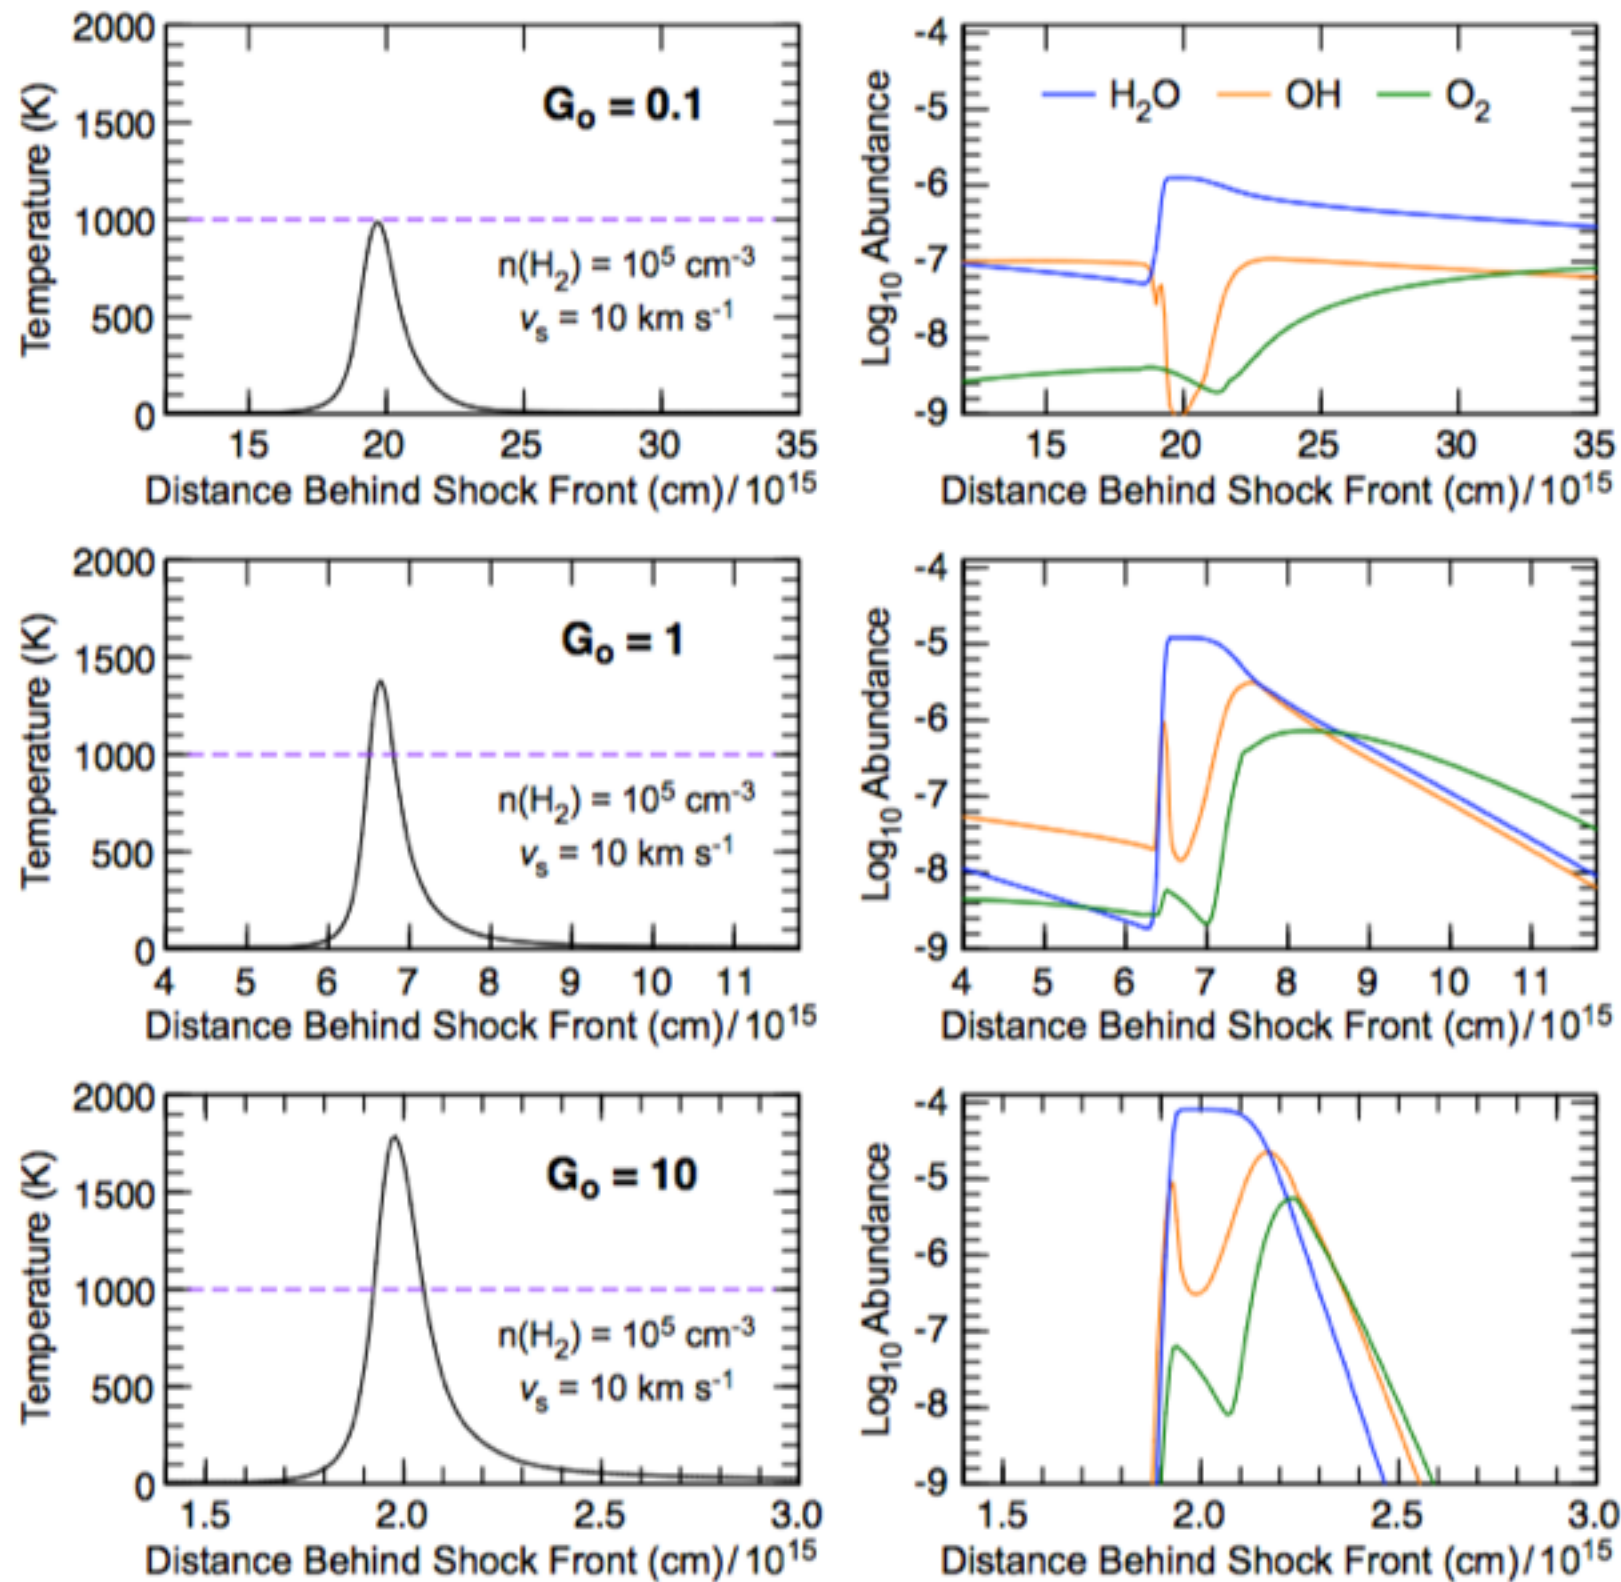 Temperature (K)
2000
1500
1000
500
0
G₀ = 0.1
n(H₂) = 10⁵ cm⁻³
vₛ = 10 km s⁻¹
15 20 25 30 35
Distance Behind Shock Front (cm)/10¹⁵
Log₁₀ Abundance
-4
-5
-6
-7
-8
-9
H₂O OH O₂
15 20 25 30 35
Distance Behind Shock Front (cm)/10¹⁵
Temperature (K)
2000
1500
1000
500
0
G₀ = 1
n(H₂) = 10⁵ cm⁻³
vₛ = 10 km s⁻¹
4 5 6 7 8 9 10 11
Distance Behind Shock Front (cm)/10¹⁵
Log₁₀ Abundance
-4
-5
-6
-7
-8
-9
4 5 6 7 8 9 10 11
Distance Behind Shock Front (cm)/10¹⁵
Temperature (K)
2000
1500
1000
500
0
G₀ = 10
n(H₂) = 10⁵ cm⁻³
vₛ = 10 km s⁻¹
1.5 2.0 2.5 3.0
Distance Behind Shock Front (cm)/10¹⁵
Log₁₀ Abundance
-4
-5
-6
-7
-8
-9
1.5 2.0 2.5 3.0
Distance Behind Shock Front (cm)/10¹⁵